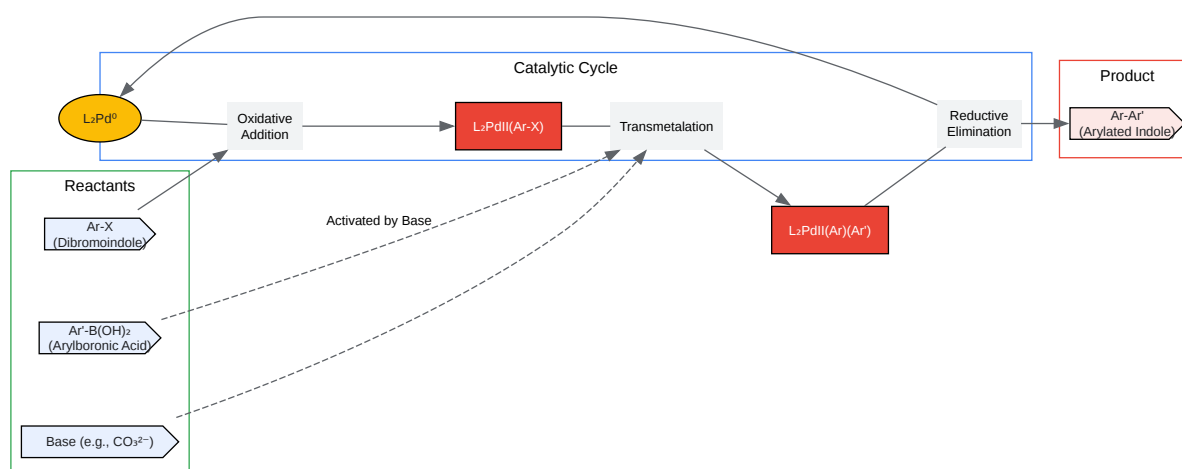 Catalytic Cycle
Product
L₂Pd⁰
Oxidative
Addition
L₂PdII(Ar-X)
Transmetalation
Reductive
Elimination
Ar-Ar'
(Arylated Indole)
Reactants
Ar-X
(Dibromoindole)
Activated by Base
L₂PdII(Ar)(Ar')
Ar'-B(OH)₂
(Arylboronic Acid)
Base (e.g., CO₃²⁻)